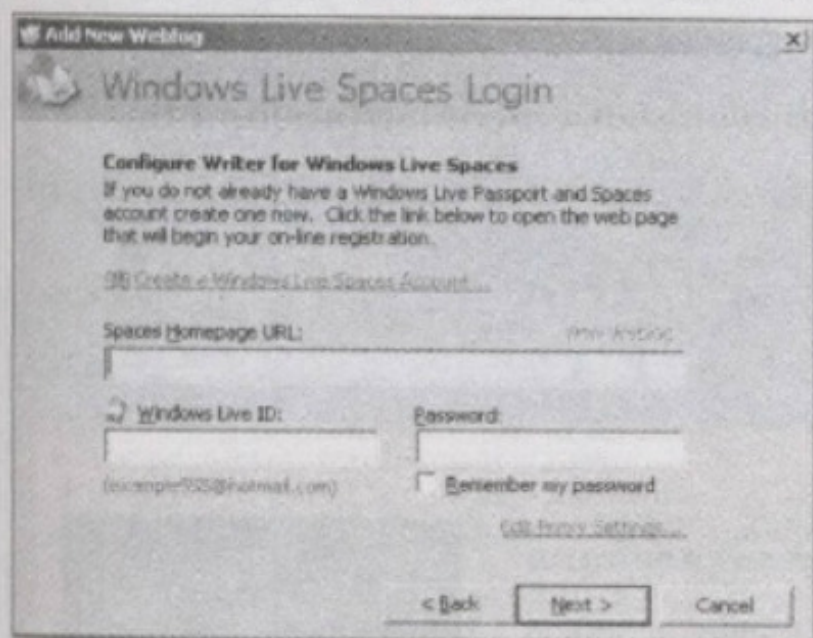 Add New Weblog
Windows Live Spaces Login
Configure Writer for Windows Live Spaces
If you do not already have a Windows Live Passport and Spaces
account create one now. Click the link below to open the web page
that will begin your on-line registration.
Create a Windows Live Spaces Account...
Spaces Homepage URL:
Windows Live ID: Password:
(example555@hotmail.com) Remember my password
Edit Proxy Settings...
< Back Next > Cancel